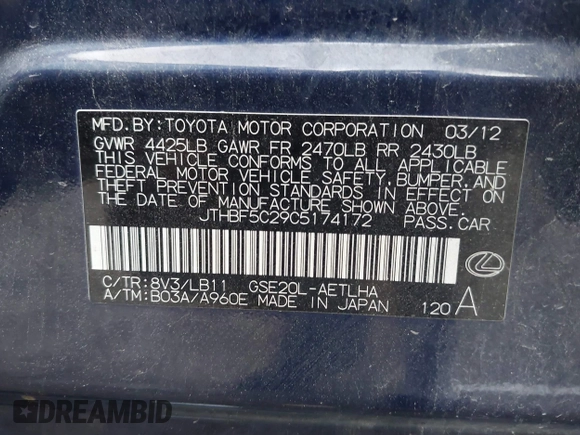 MFD.BY:TOYOTA MOTOR CORPORATION 03/12
GVWR 4425LB GAWR FR 2470LB RR 2430LB
THIS VEHICLE CONFORMS TO ALL APPLICABLE
FEDERAL MOTOR VEHICLE SAFETY, BUMPER, AND
THEFT PREVENTION STANDARDS IN EFFECT ON
THE DATE OF MANUFACTURE SHOWN ABOVE.
JTHBF5C29C5174172 PASS.CAR
C/TR:8V3/LB11 GSE20L-AETLHA
A/TM:B03A/A960E MADE IN JAPAN 120 A
DREAMBID